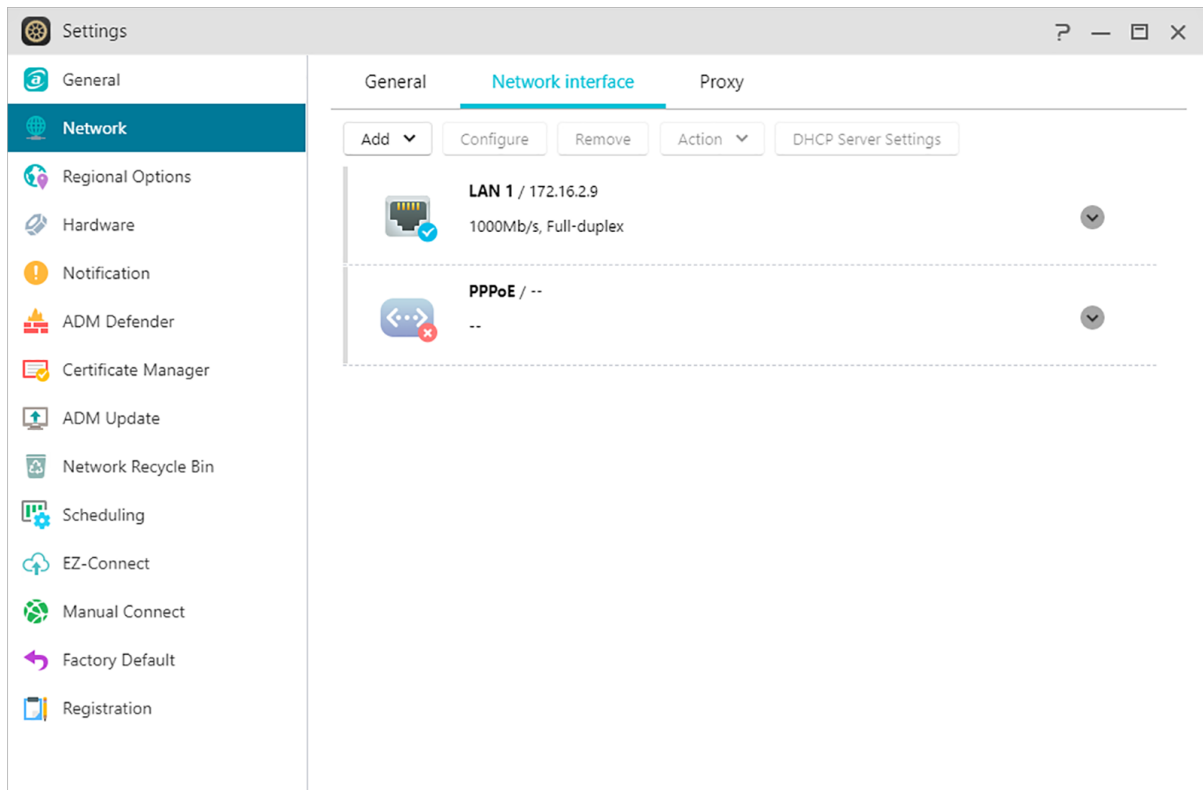 Settings
General
Network
Regional Options
Hardware
Notification
ADM Defender
Certificate Manager
ADM Update
Network Recycle Bin
Scheduling
EZ-Connect
Manual Connect
Factory Default
Registration
General Network interface Proxy
Add Configure Remove Action DHCP Server Settings
LAN 1 / 172.16.2.9
1000Mb/s, Full-duplex
PPPoE / --
--